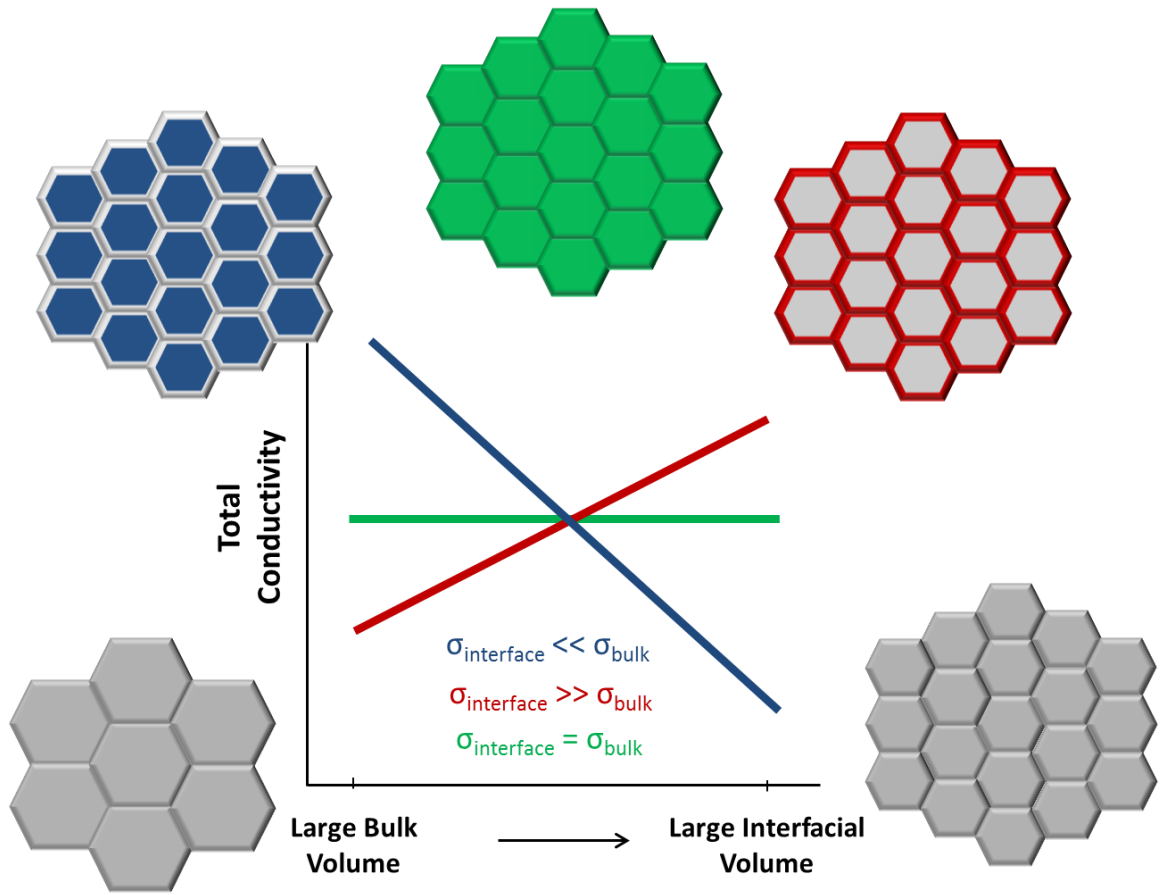 Total
Conductivity
σinterface << σbulk
σinterface >> σbulk
σinterface = σbulk
Large Bulk
Volume
Large Interfacial
Volume